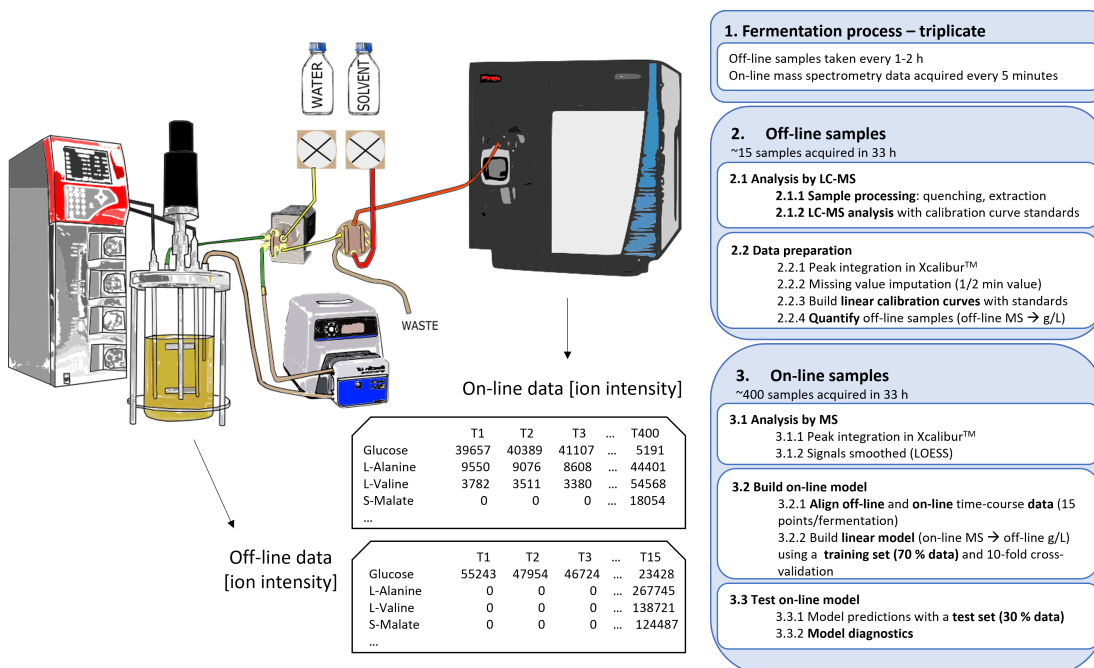 WATER
SOLVENT
WASTE
On-line data [ion intensity]
T1 T2 T3 ... T400
Glucose 39657 40389 41107 ... 5191
L-Alanine 9550 9076 8608 ... 44401
L-Valine 3782 3511 3380 ... 54568
S-Malate 0 0 0 ... 18054
...
Off-line data
[ion intensity]
T1 T2 T3 ... T15
Glucose 55243 47954 46724 ... 23428
L-Alanine 0 0 0 ... 267745
L-Valine 0 0 0 ... 138721
S-Malate 0 0 0 ... 124487
...
1. Fermentation process – triplicate
Off-line samples taken every 1-2 h
On-line mass spectrometry data acquired every 5 minutes
2. Off-line samples
~15 samples acquired in 33 h
2.1 Analysis by LC-MS
2.1.1 Sample processing: quenching, extraction
2.1.2 LC-MS analysis with calibration curve standards
2.2 Data preparation
2.2.1 Peak integration in Xcalibur™
2.2.2 Missing value imputation (1/2 min value)
2.2.3 Build linear calibration curves with standards
2.2.4 Quantify off-line samples (off-line MS → g/L)
3. On-line samples
~400 samples acquired in 33 h
3.1 Analysis by MS
3.1.1 Peak integration in Xcalibur™
3.1.2 Signals smoothed (LOESS)
3.2 Build on-line model
3.2.1 Align off-line and on-line time-course data (15
points/fermentation)
3.2.2 Build linear model (on-line MS → off-line g/L)
using a training set (70 % data) and 10-fold cross-
validation
3.3 Test on-line model
3.3.1 Model predictions with a test set (30 % data)
3.3.2 Model diagnostics